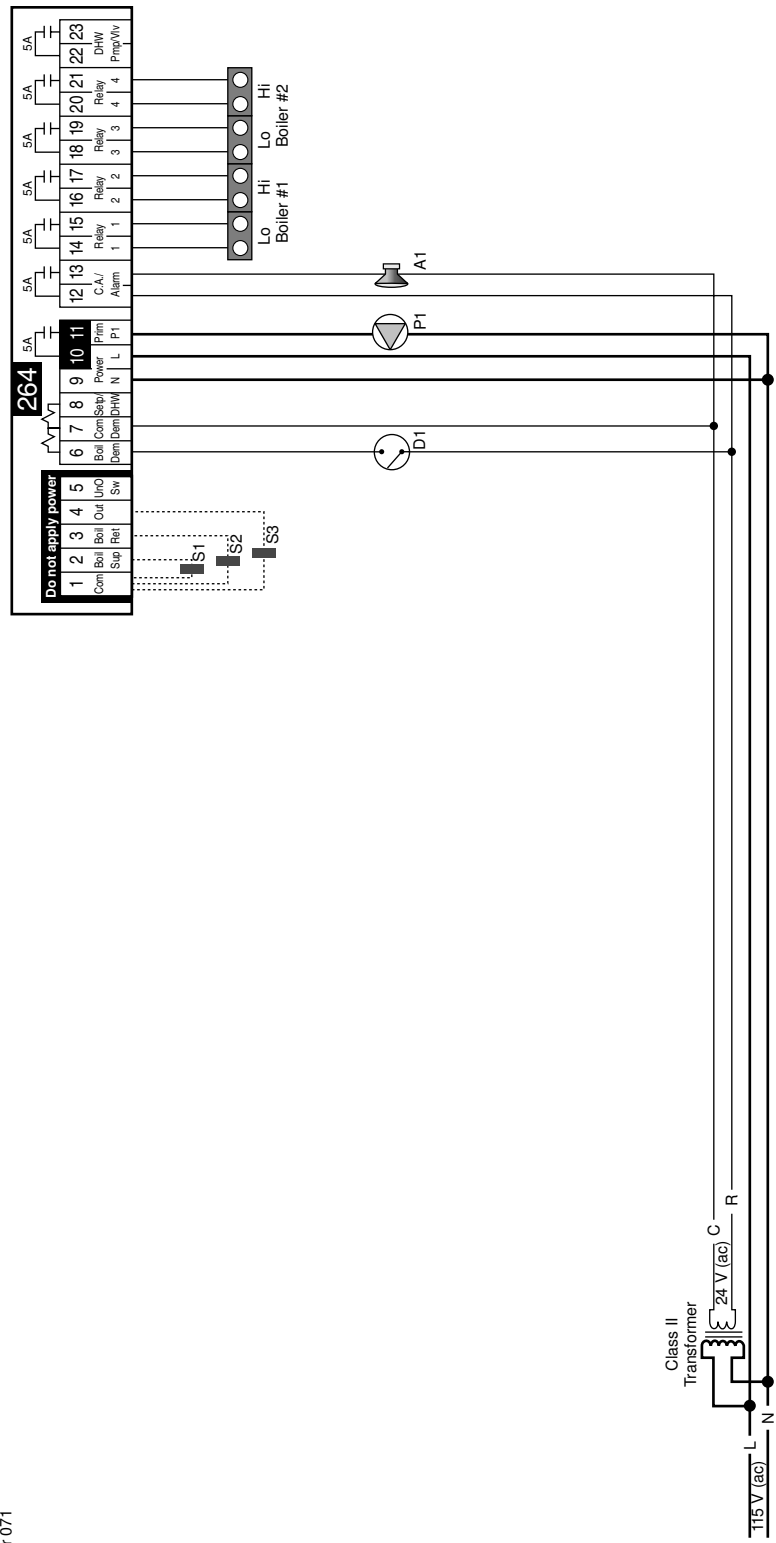 264
Do not apply power
1 2 3 4 5
Com Boil Boil Out UnO
Sup Ret Sw
6 7 8 9 10 11
Boil Com Setp/ Power Prim
Dem Dem DHW N L P1
12 13 14 15 16 17 18 19 20 21 22 23
C.A./ Relay Relay Relay Relay DHW
Alarm 1 1 2 2 3 3 4 4 Pmp/Vlv
5A 5A 5A 5A 5A 5A 5A
S1
S2
S3
D1
P1
A1
Lo Hi Lo Hi
Boiler #1 Boiler #2
Class II
Transformer
C
24 V (ac)
R
L
115 V (ac)
N
071